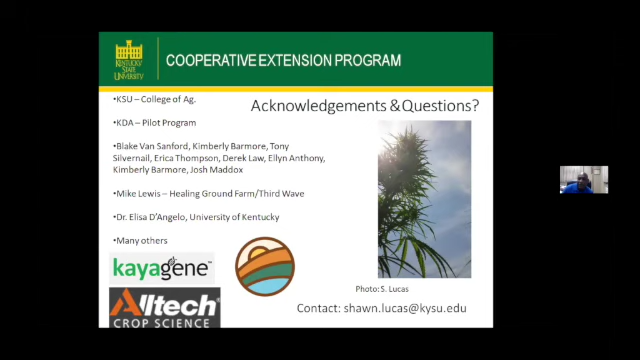 KENTUCKY
STATE
UNIVERSITY
COOPERATIVE EXTENSION PROGRAM
Acknowledgements & Questions?
•KSU – College of Ag.
•KDA – Pilot Program
•Blake Van Sanford, Kimberly Barmore, Tony
Silvernail, Erica Thompson, Derek Law, Ellyn Anthony,
Kimberly Barmore, Josh Maddox
•Mike Lewis – Healing Ground Farm/Third Wave
•Dr. Elisa D'Angelo, University of Kentucky
•Many others
kayagene™
Alltech
CROP SCIENCE
Photo: S. Lucas
Contact: shawn.lucas@kysu.edu